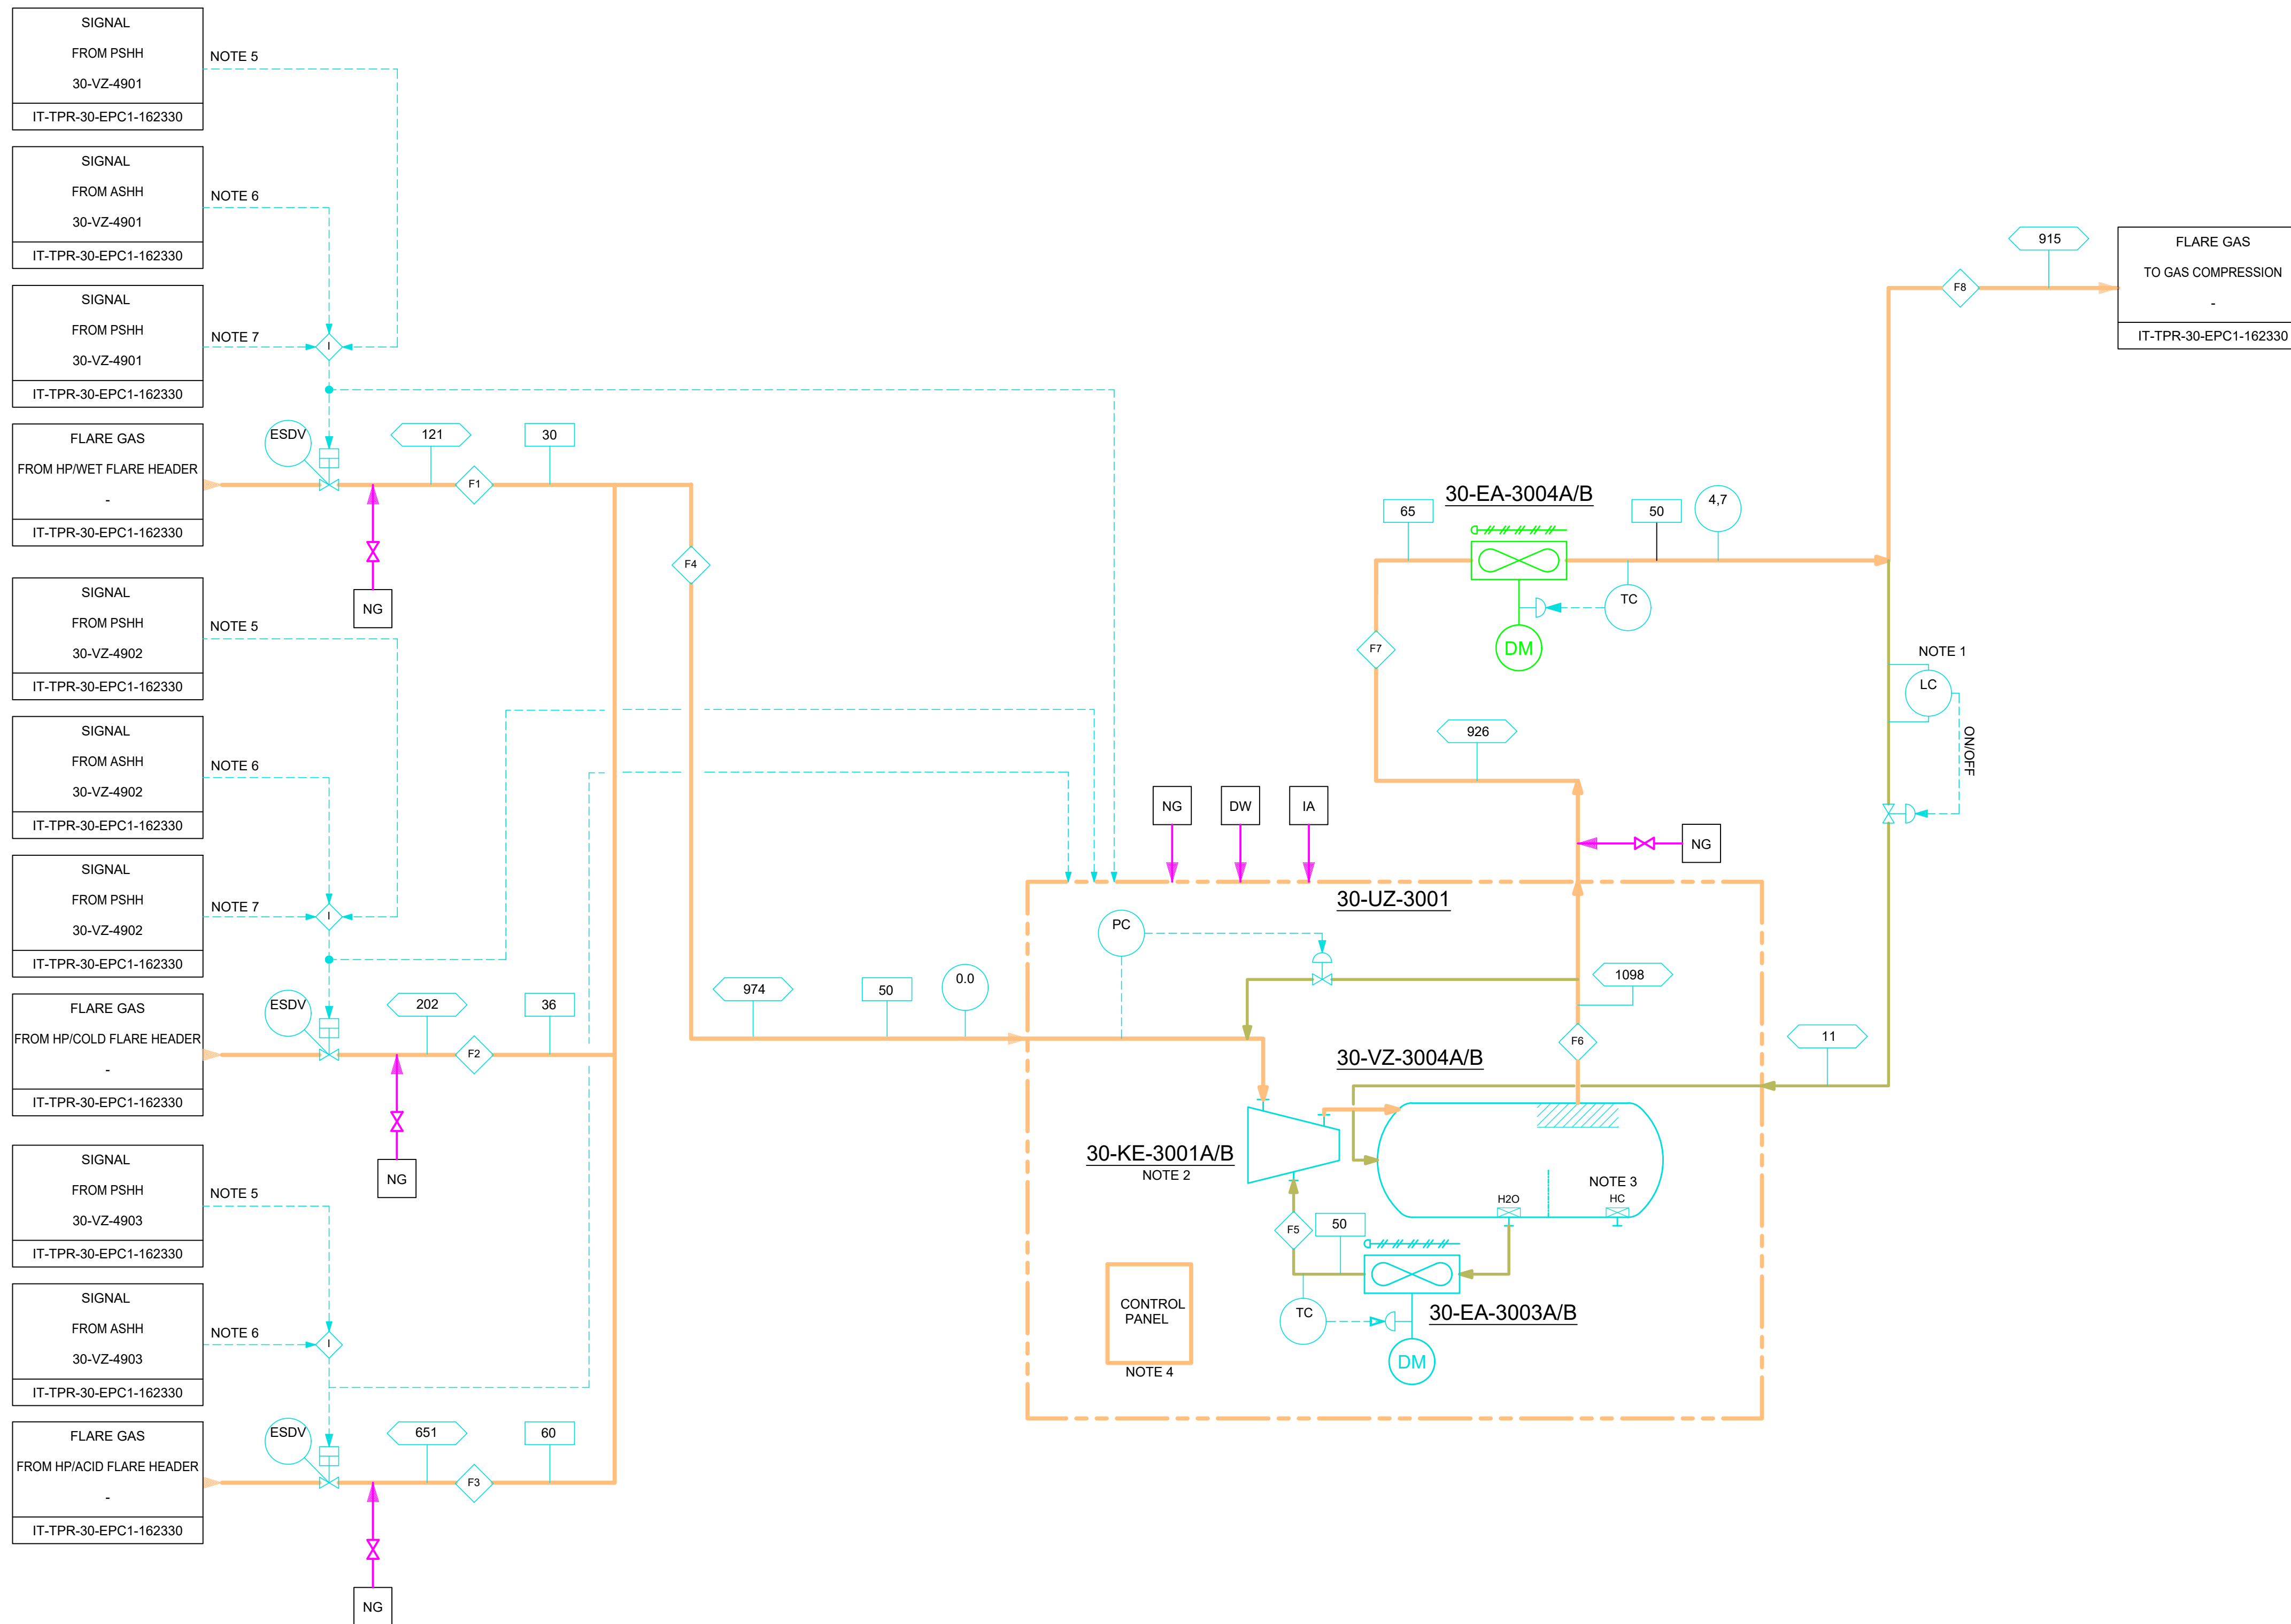 SIGNAL
FROM PSHH
30-VZ-4901
IT-TPR-30-EPC1-162330
NOTE 5
SIGNAL
FROM ASHH
30-VZ-4901
IT-TPR-30-EPC1-162330
NOTE 6
SIGNAL
FROM PSHH
30-VZ-4901
IT-TPR-30-EPC1-162330
NOTE 7
I
FLARE GAS
FROM HP/WET FLARE HEADER
-
IT-TPR-30-EPC1-162330
ESDV
121
F1
30
NG
SIGNAL
FROM PSHH
30-VZ-4902
IT-TPR-30-EPC1-162330
NOTE 5
SIGNAL
FROM ASHH
30-VZ-4902
IT-TPR-30-EPC1-162330
NOTE 6
SIGNAL
FROM PSHH
30-VZ-4902
IT-TPR-30-EPC1-162330
NOTE 7
I
FLARE GAS
FROM HP/COLD FLARE HEADER
-
IT-TPR-30-EPC1-162330
ESDV
202
F2
36
NG
SIGNAL
FROM PSHH
30-VZ-4903
IT-TPR-30-EPC1-162330
NOTE 5
SIGNAL
FROM ASHH
30-VZ-4903
IT-TPR-30-EPC1-162330
NOTE 6
I
FLARE GAS
FROM HP/ACID FLARE HEADER
-
IT-TPR-30-EPC1-162330
ESDV
651
F3
60
NG
F4
974
50
0.0
NG
DW
IA
30-UZ-3001
PC
30-KE-3001A/B
NOTE 2
30-VZ-3004A/B
1098
F6
H2O
NOTE 3
HC
F5
50
TC
DM
30-EA-3003A/B
CONTROL
PANEL
NOTE 4
NG
926
F7
65
30-EA-3004A/B
50
4,7
TC
DM
NOTE 1
LC
ON/OFF
11
F8
915
FLARE GAS
TO GAS COMPRESSION
-
IT-TPR-30-EPC1-162330